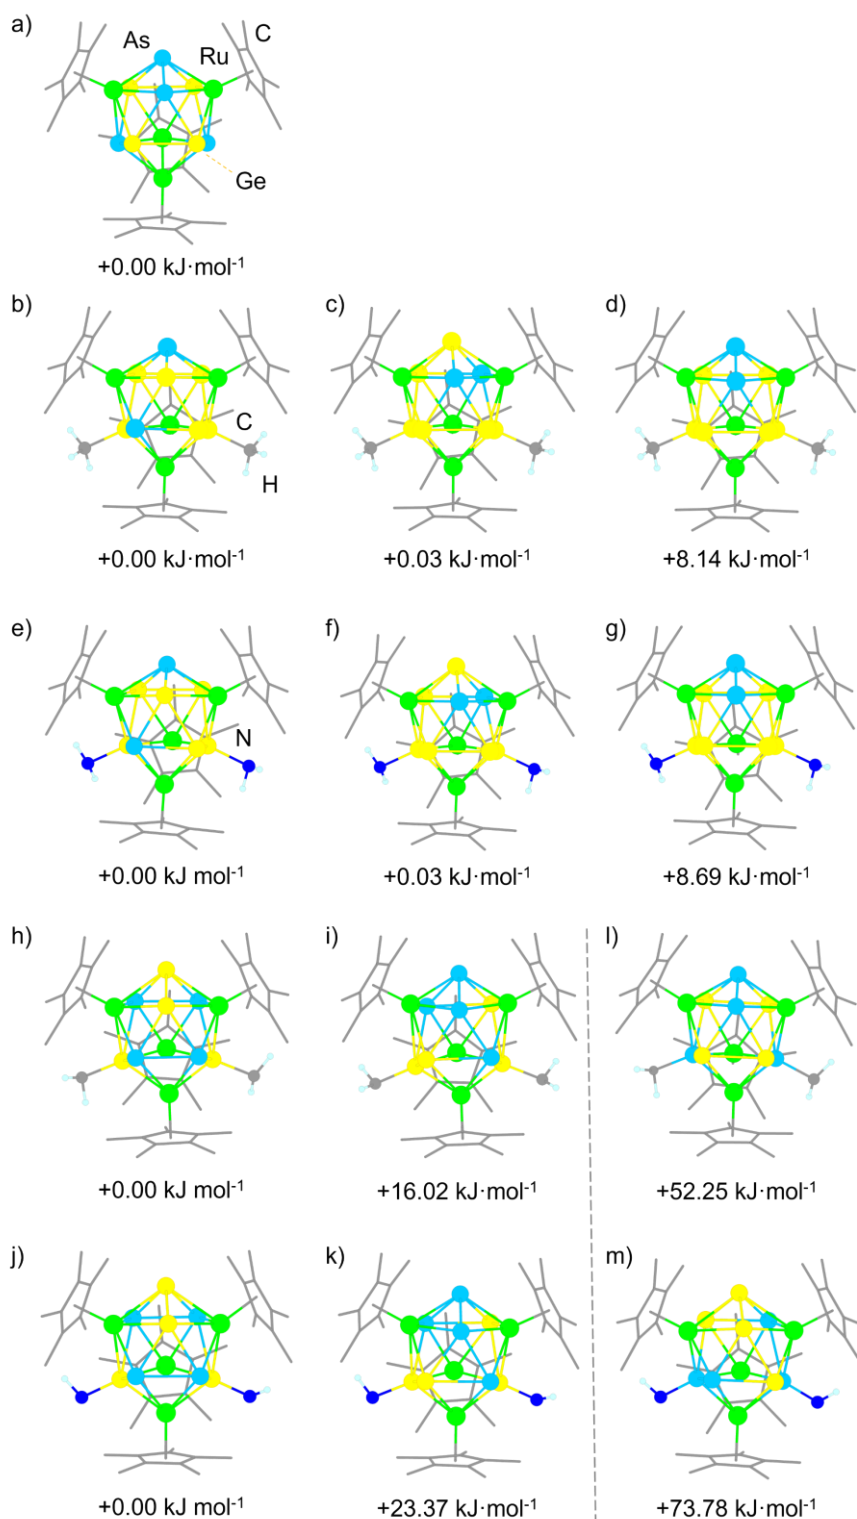 a)
As
Ru
C
Ge
+0.00 kJ·mol⁻¹
b)
c)
d)
C
H
+0.00 kJ·mol⁻¹
+0.03 kJ·mol⁻¹
+8.14 kJ·mol⁻¹
e)
f)
g)
N
+0.00 kJ mol⁻¹
+0.03 kJ·mol⁻¹
+8.69 kJ·mol⁻¹
h)
i)
l)
+0.00 kJ mol⁻¹
+16.02 kJ·mol⁻¹
+52.25 kJ·mol⁻¹
j)
k)
m)
+0.00 kJ mol⁻¹
+23.37 kJ·mol⁻¹
+73.78 kJ·mol⁻¹